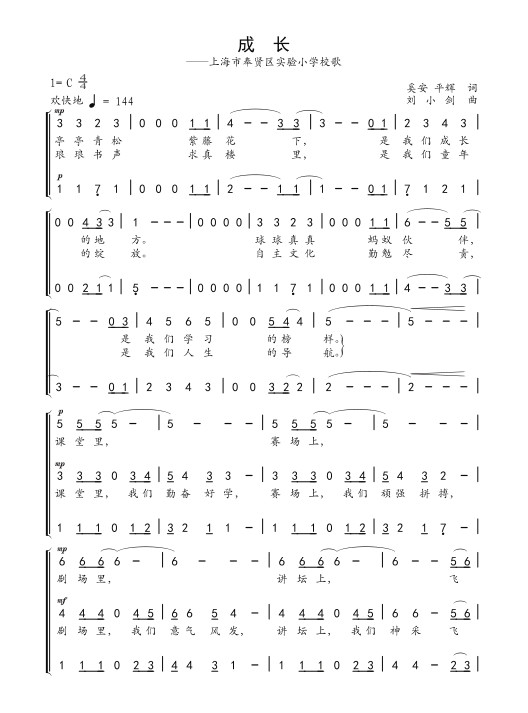 成 长
——上海市奉贤区实验小学校歌
1= C 4/4
奚安 平辉 词
欢快地 ♩ = 144
刘 小 剑 曲
mp
3 3 2 3 | 0 0 0 1 1 | 4 - - 3 3 | 3 - - 0 1 | 2 3 4 3 |
亭 亭 青 松 紫 藤 花 下, 是 我 们 成 长
琅 琅 书 声 求 真 楼 里, 是 我 们 童 年
p
1 1 7 1 | 0 0 0 1 1 | 2 - 1 1 | 1 - - 0 1 | 7 1 2 1 |
0 0 4 3 3 | 1 - - - | 0 0 0 0 | 3 3 2 3 | 0 0 0 1 1 | 6 - - 5 5 |
的 地 方。 球 球 真 真 蚂 蚁 伙 伴,
的 绽 放。 自 主 文 化 勤 勉 尽 责,
0 0 2 1 1 | 5 - - - | 0 0 0 0 | 1 1 7 1 | 0 0 0 1 1 | 3 - - 3 3 |
5 - - 0 3 | 4 5 6 5 | 0 0 5 4 4 | 5 - - - | 5 - - - |
是 我 们 学 习 的 榜 样。
是 我 们 人 生 的 导 航。
3 - - 0 1 | 2 3 4 3 | 0 0 3 2 2 | 2 - - - | 2 - - - |
p
5 5 5 5 - | 5 - - - | 5 5 5 5 - | 5 - - - |
课 堂 里, 赛 场 上,
mp
3 3 3 0 3 4 | 5 5 4 3 | 3 3 3 0 3 4 | 5 4 3 2 - |
课 堂 里, 我 们 勤 奋 好 学, 赛 场 上, 我 们 顽 强 拼 搏,
1 1 1 0 1 2 | 3 2 1 1 | 1 1 1 0 1 2 | 3 2 1 7 - |
mp
6 6 6 6 - | 6 - - - | 6 6 6 6 - | 6 - - 5 6 |
剧 场 里, 讲 坛 上, 飞
mf
4 4 4 0 4 5 | 6 6 5 4 | 4 4 4 0 4 5 | 6 6 5 5 6 |
剧 场 里, 我 们 意 气 风 发, 讲 坛 上, 我 们 神 采 飞
1 1 1 0 2 3 | 4 4 3 1 | 1 1 1 0 2 3 | 4 4 2 2 3 |